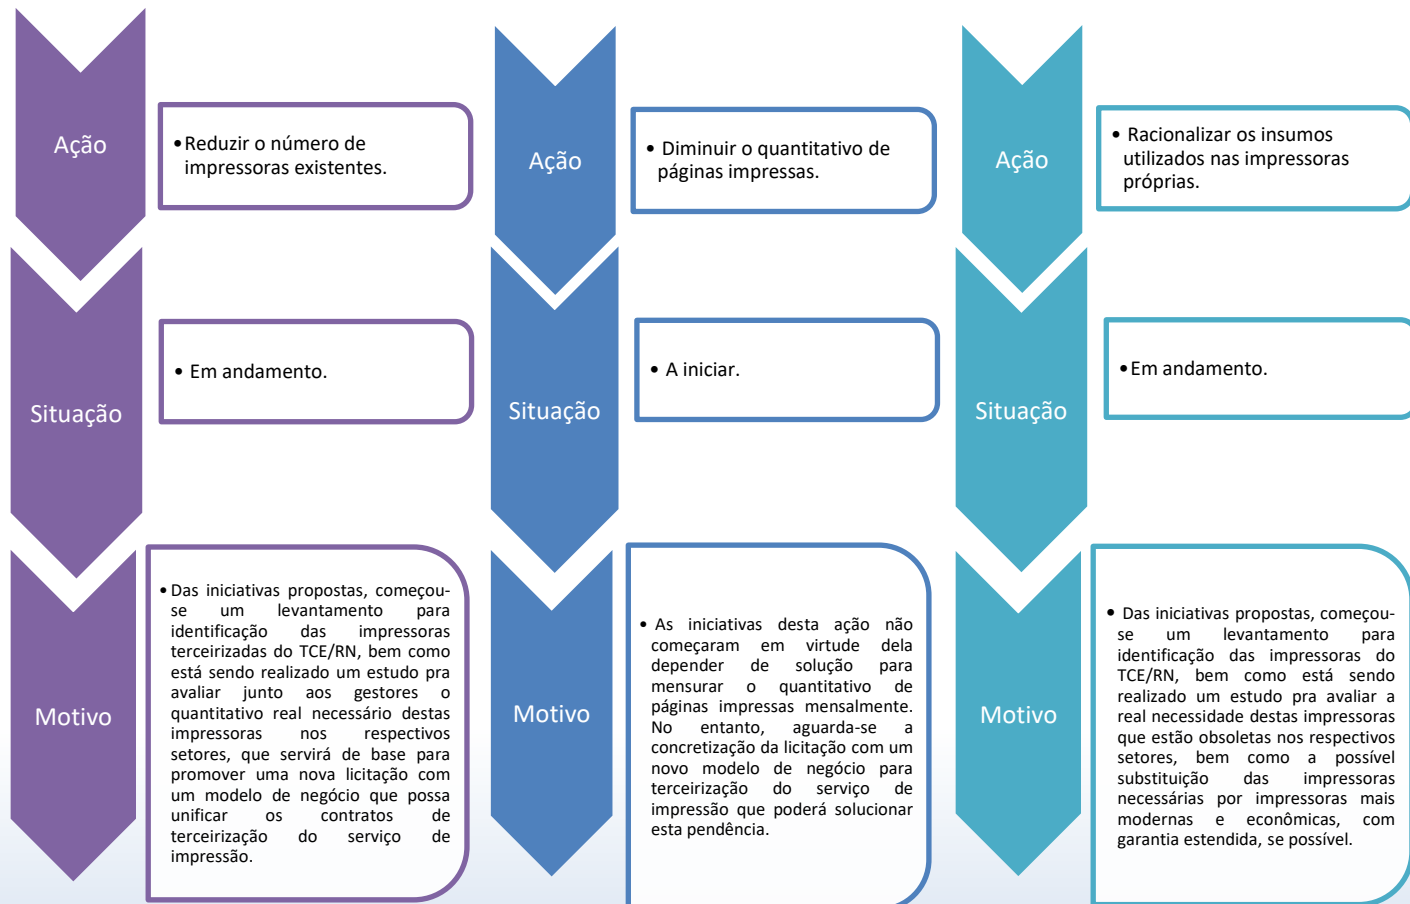 Ação
•Reduzir o número de
impressoras existentes.
Situação
• Em andamento.
Motivo
• Das iniciativas propostas, começou-
se um levantamento para
identificação das impressoras
terceirizadas do TCE/RN, bem como
está sendo realizado um estudo pra
avaliar junto aos gestores o
quantitativo real necessário destas
impressoras nos respectivos
setores, que servirá de base para
promover uma nova licitação com
um modelo de negócio que possa
unificar os contratos de
terceirização do serviço de
impressão.
Ação
• Diminuir o quantitativo de
páginas impressas.
Situação
• A iniciar.
Motivo
• As iniciativas desta ação não
começaram em virtude dela
depender de solução para
mensurar o quantitativo de
páginas impressas mensalmente.
No entanto, aguarda-se a
concretização da licitação com um
novo modelo de negócio para
terceirização do serviço de
impressão que poderá solucionar
esta pendência.
Ação
• Racionalizar os insumos
utilizados nas impressoras
próprias.
Situação
•Em andamento.
Motivo
• Das iniciativas propostas, começou-
se um levantamento para
identificação das impressoras do
TCE/RN, bem como está sendo
realizado um estudo pra avaliar a
real necessidade destas impressoras
que estão obsoletas nos respectivos
setores, bem como a possível
substituição das impressoras
necessárias por impressoras mais
modernas e econômicas, com
garantia estendida, se possível.